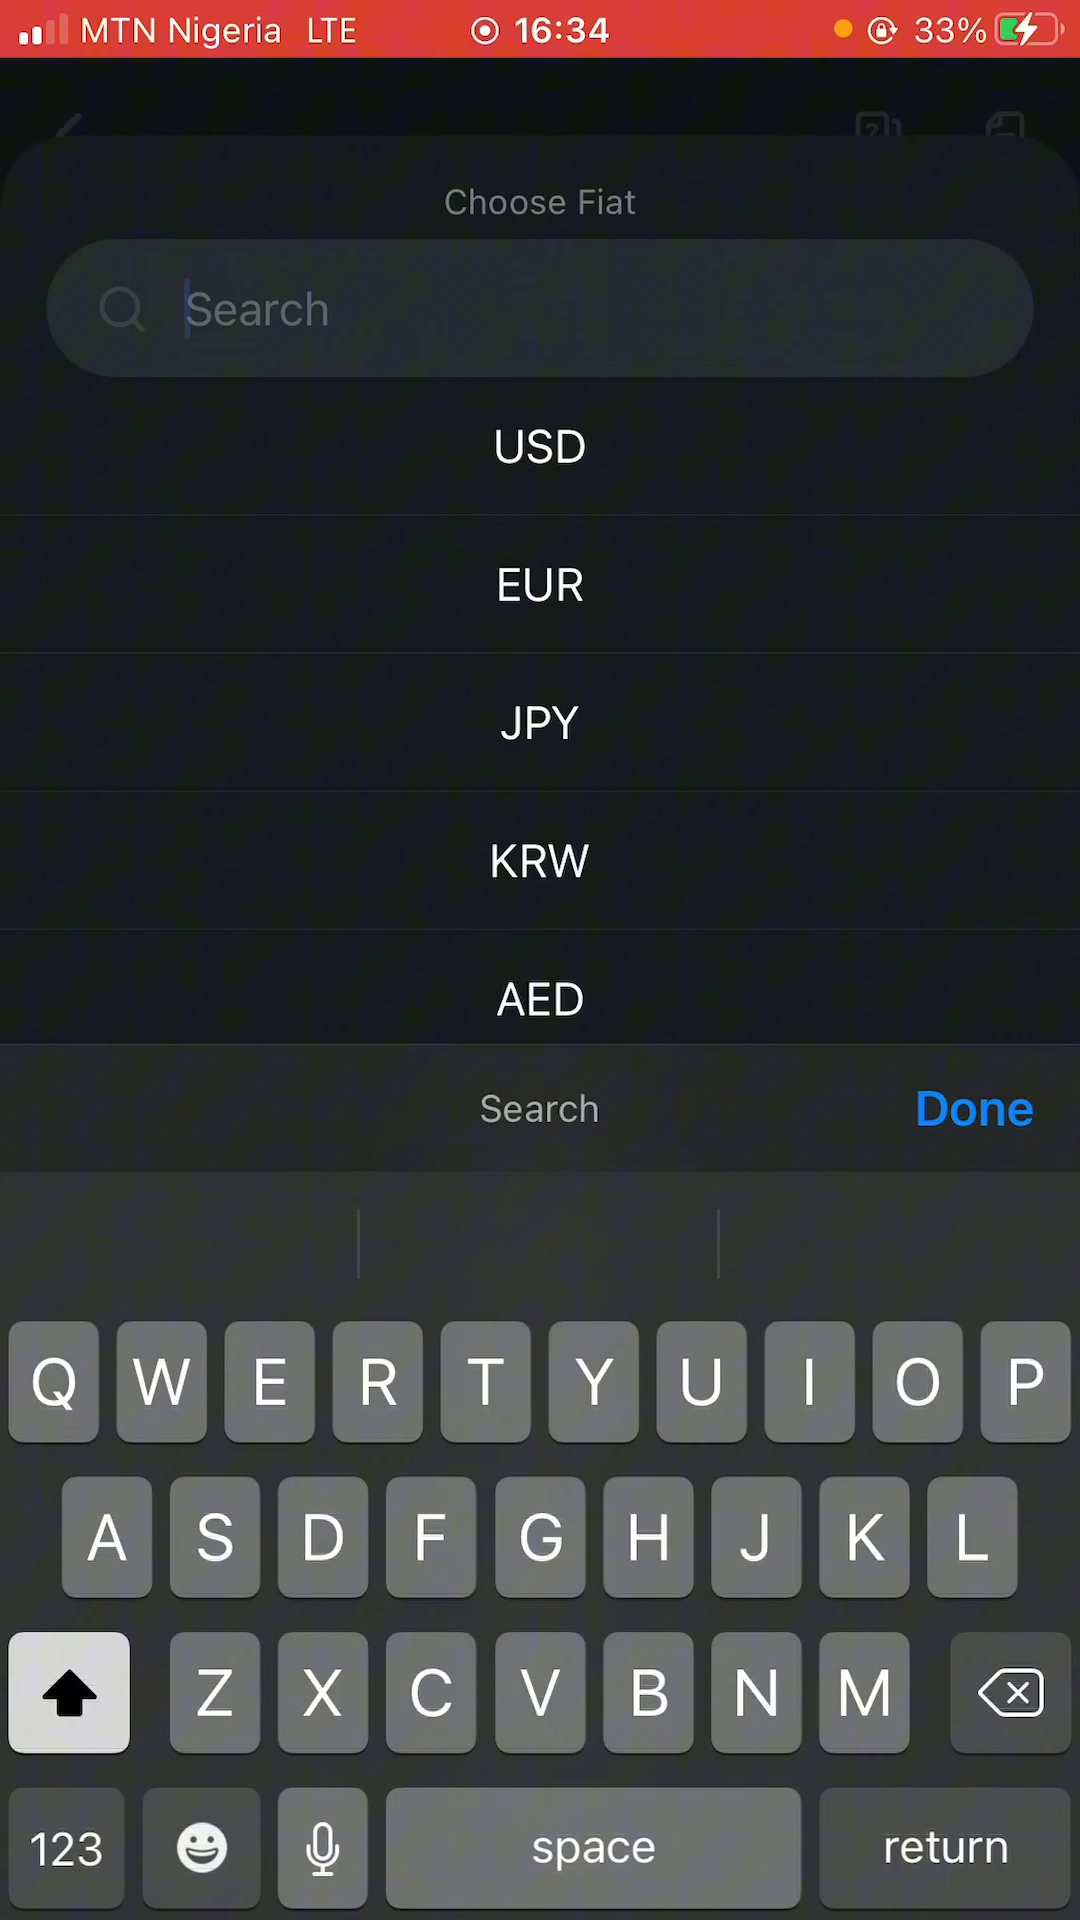 MTN Nigeria LTE 16:34 33%
Choose Fiat
Search
USD
EUR
JPY
KRW
AED
Search Done
Q W E R T Y U I O P
A S D F G H J K L
Z X C V B N M
123 space return